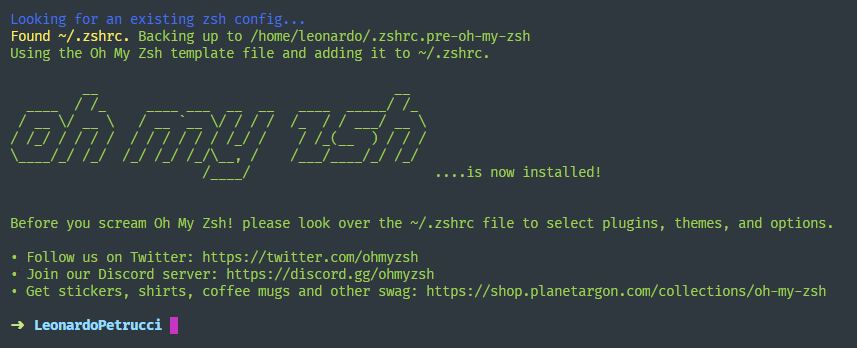 Looking for an existing zsh config...
Found ~/.zshrc. Backing up to /home/leonardo/.zshrc.pre-oh-my-zsh
Using the Oh My Zsh template file and adding it to ~/.zshrc.
oh my zsh
....is now installed!
Before you scream Oh My Zsh! please look over the ~/.zshrc file to select plugins, themes, and options.
• Follow us on Twitter: https://twitter.com/ohmyzsh
• Join our Discord server: https://discord.gg/ohmyzsh
• Get stickers, shirts, coffee mugs and other swag: https://shop.planetargon.com/collections/oh-my-zsh
➜ LeonardoPetrucci